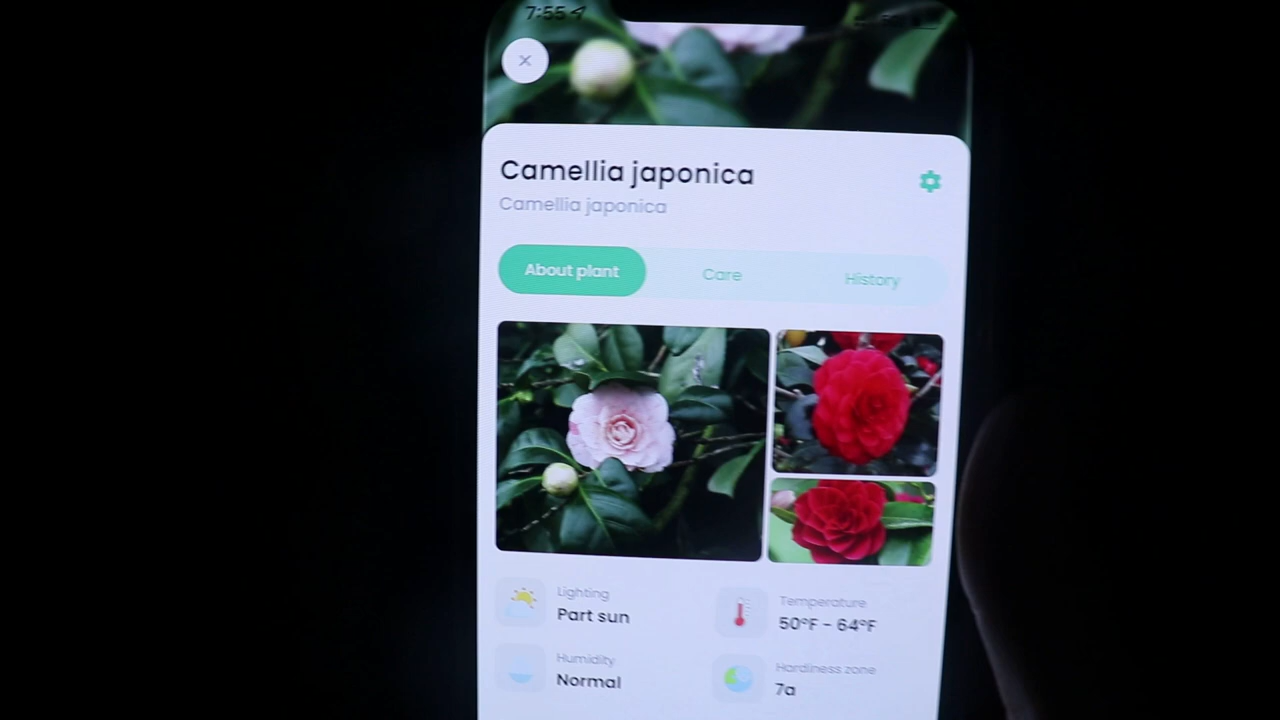 7:55
Camellia japonica
Camellia japonica
About plant Care History
Lighting
Part sun
Temperature
50°F - 64°F
Humidity
Normal
Hardiness zone
7a